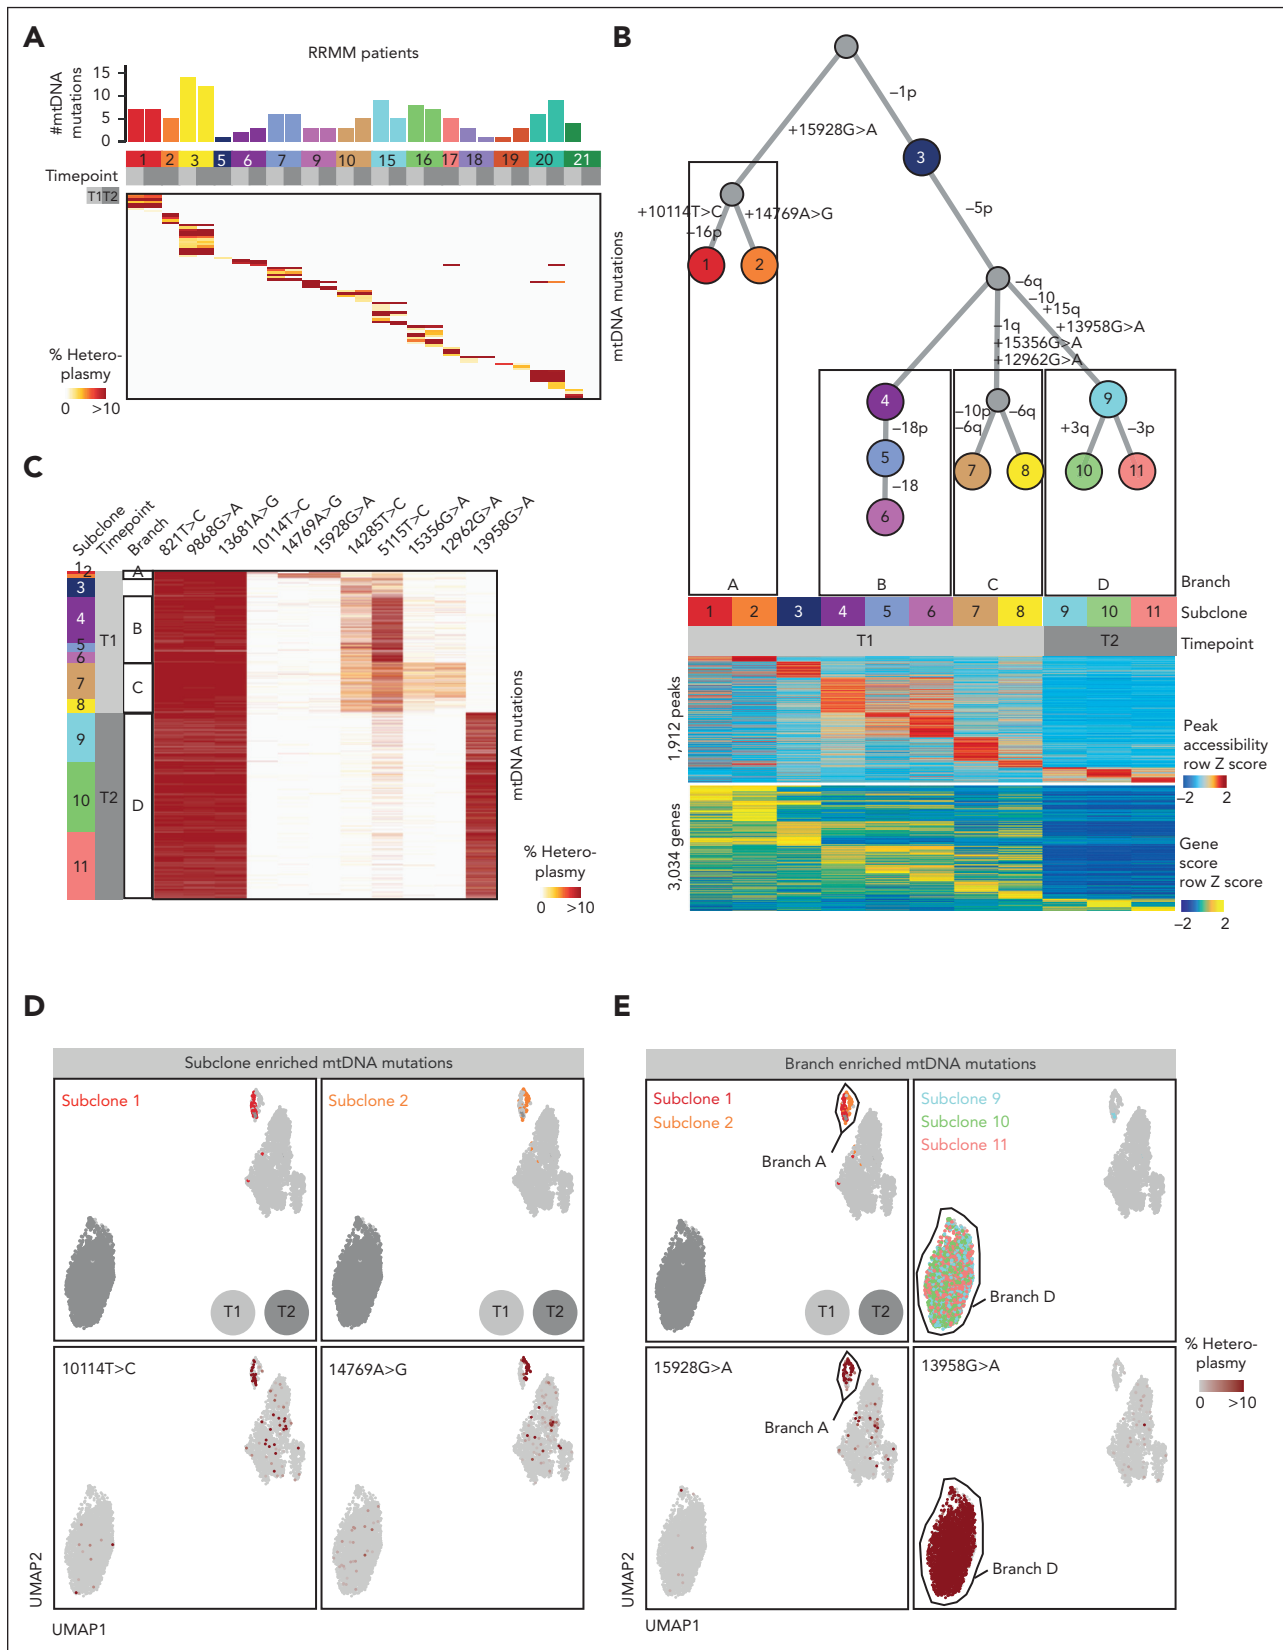 A
RRMM patients
#mtDNA
mutations
15
10
5
0
1 2 3 5 6 7 9 10 15 16 17 18 19 20 21
Timepoint
T1 T2
mtDNA mutations
% Hetero-
plasmy
0 >10
B
–1p
+15928G>A
3
–5p
+10114T>C
+14769A>G
–16p
1 2
–6q
–10
+15q
+13958G>A
–1q
+15356G>A
+12962G>A
4
9
–10p
–6q
–6q
+3q
–3p
–18p
5
7 8
10 11
–18
6
A B C D Branch
1 2 3 4 5 6 7 8 9 10 11 Subclone
T1 T2 Timepoint
1,912 peaks
Peak
accessibility
row Z score
–2 2
3,034 genes
Gene
score
row Z score
–2 2
C
Subclone
Timepoint
Branch
821T>C
9868G>A
13681A>G
10114T>C
14769A>G
15928G>A
14285T>C
5115T>C
15356G>A
12962G>A
13958G>A
1 2
3
4
5
6
7
8
9
10
11
T1
T2
A
B
C
D
mtDNA mutations
% Hetero-
plasmy
0 >10
D
Subclone enriched mtDNA mutations
Subclone 1
T1 T2
Subclone 2
T1 T2
10114T>C
14769A>G
UMAP2
UMAP1
E
Branch enriched mtDNA mutations
Subclone 1
Subclone 2
Branch A
T1 T2
Subclone 9
Subclone 10
Subclone 11
Branch D
15928G>A
Branch A
13958G>A
Branch D
% Hetero-
plasmy
0 >10
UMAP2
UMAP1